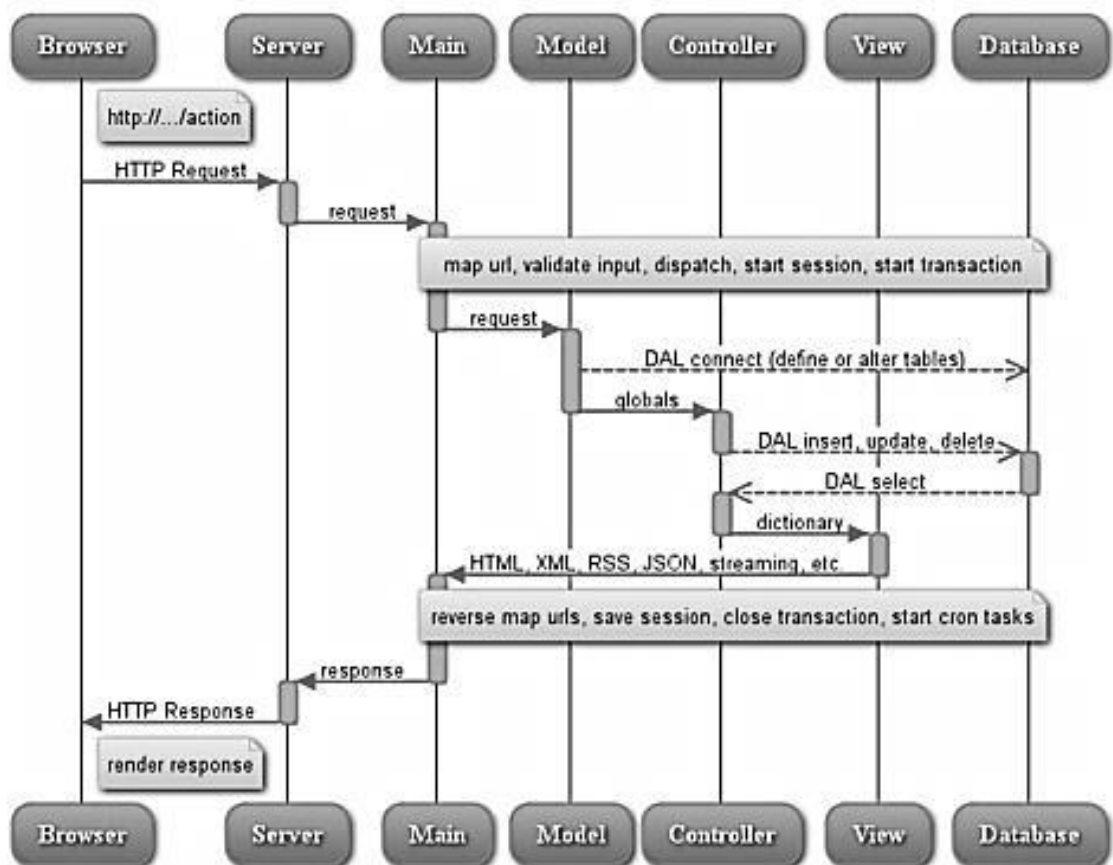 Browser Server Main Model Controller View Database
http://.../action
HTTP Request
request
map url, validate input, dispatch, start session, start transaction
request
DAL connect (define or alter tables)
globals
DAL insert, update, delete
DAL select
dictionary
HTML, XML, RSS, JSON, streaming, etc.
reverse map urls, save session, close transaction, start cron tasks
response
HTTP Response
render response
Browser Server Main Model Controller View Database